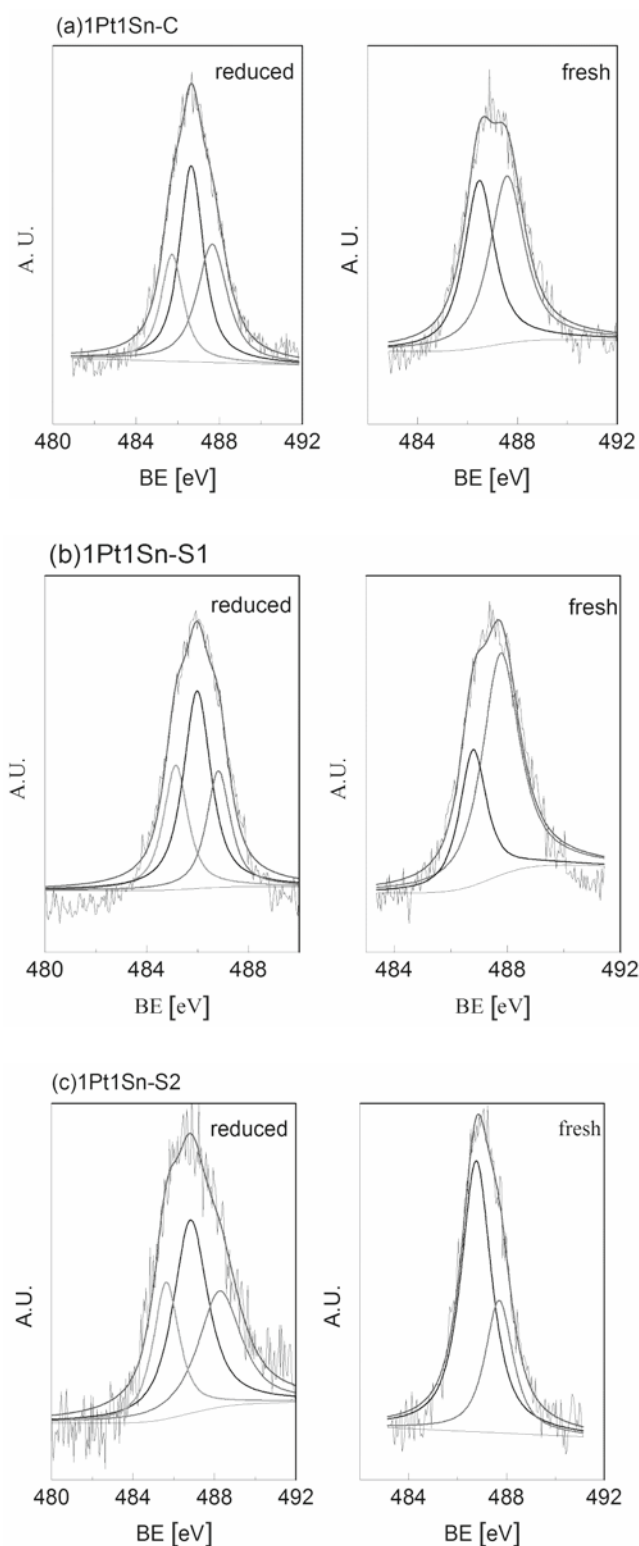 (a)1Pt1Sn-C
reduced
fresh
A. U.
A. U.
480 484 488 492
484 488 492
BE [eV]
BE [eV]
(b)1Pt1Sn-S1
reduced
fresh
A.U.
A.U.
480 484 488
484 488 492
BE [eV]
BE [eV]
(c)1Pt1Sn-S2
reduced
fresh
A.U.
A.U.
480 484 488 492
484 488 492
BE [eV]
BE [eV]